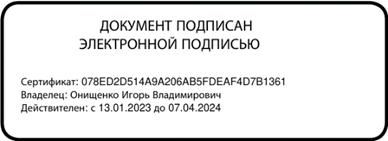 ДОКУМЕНТ ПОДПИСАН
ЭЛЕКТРОННОЙ ПОДПИСЬЮ
Сертификат: 078ED2D514A9A206AB5FDEAF4D7B1361
Владелец: Онищенко Игорь Владимирович
Действителен: с 13.01.2023 до 07.04.2024